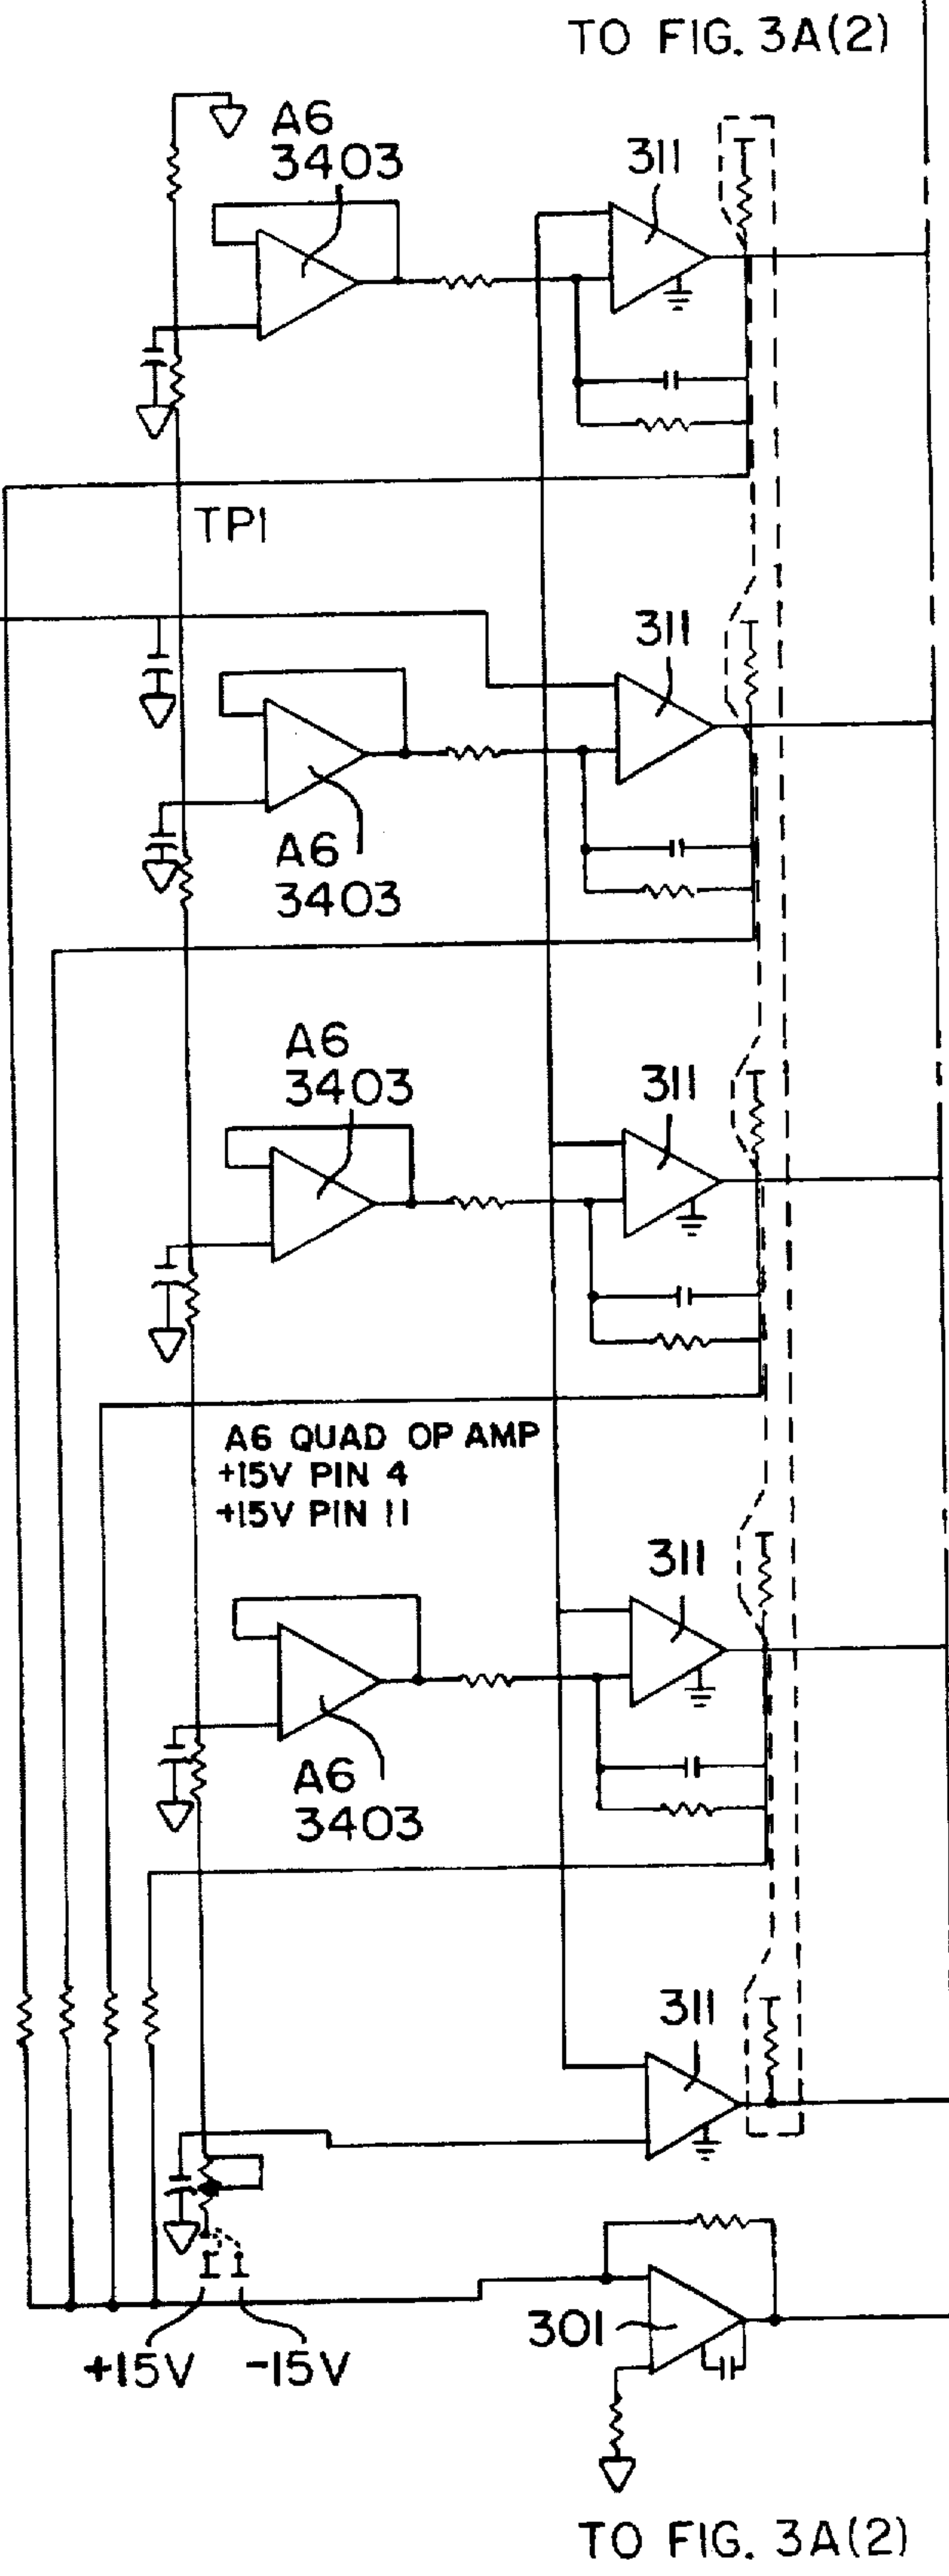 TO FIG. 3A(2)
A6
3403
311
TP1
311
A6
3403
A6
3403
311
A6 QUAD OP AMP
+15V PIN 4
+15V PIN 11
311
A6
3403
311
301
+15V -15V
TO FIG. 3A(2)